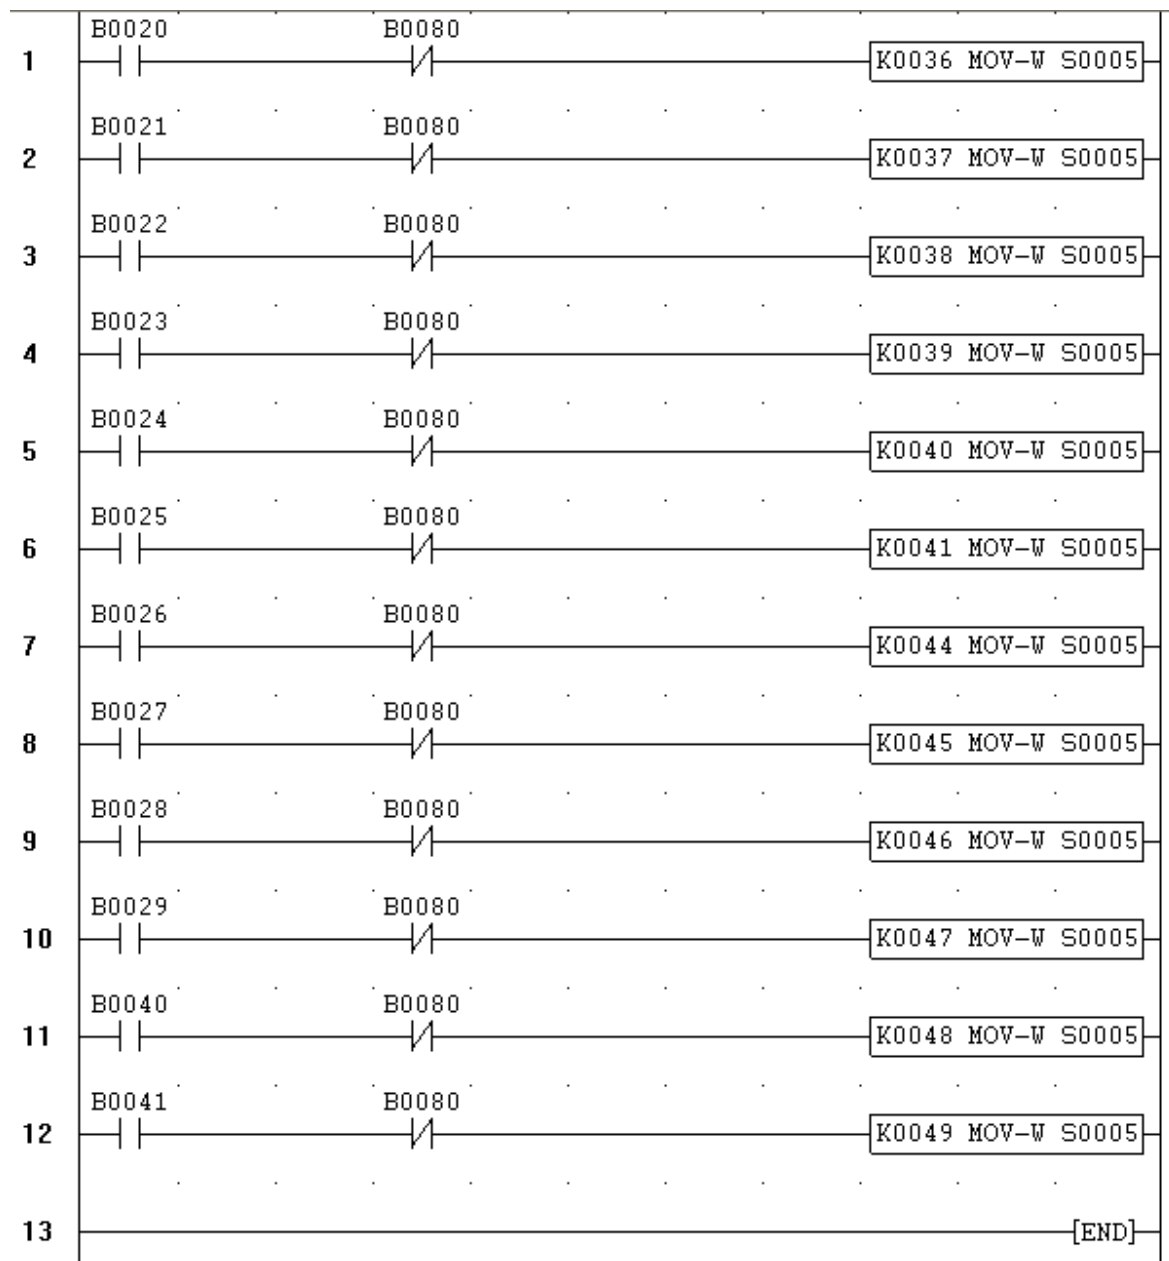 B0020 B0080
1 K0036 MOV-W S0005
B0021 B0080
2 K0037 MOV-W S0005
B0022 B0080
3 K0038 MOV-W S0005
B0023 B0080
4 K0039 MOV-W S0005
B0024 B0080
5 K0040 MOV-W S0005
B0025 B0080
6 K0041 MOV-W S0005
B0026 B0080
7 K0044 MOV-W S0005
B0027 B0080
8 K0045 MOV-W S0005
B0028 B0080
9 K0046 MOV-W S0005
B0029 B0080
10 K0047 MOV-W S0005
B0040 B0080
11 K0048 MOV-W S0005
B0041 B0080
12 K0049 MOV-W S0005
13 [END]